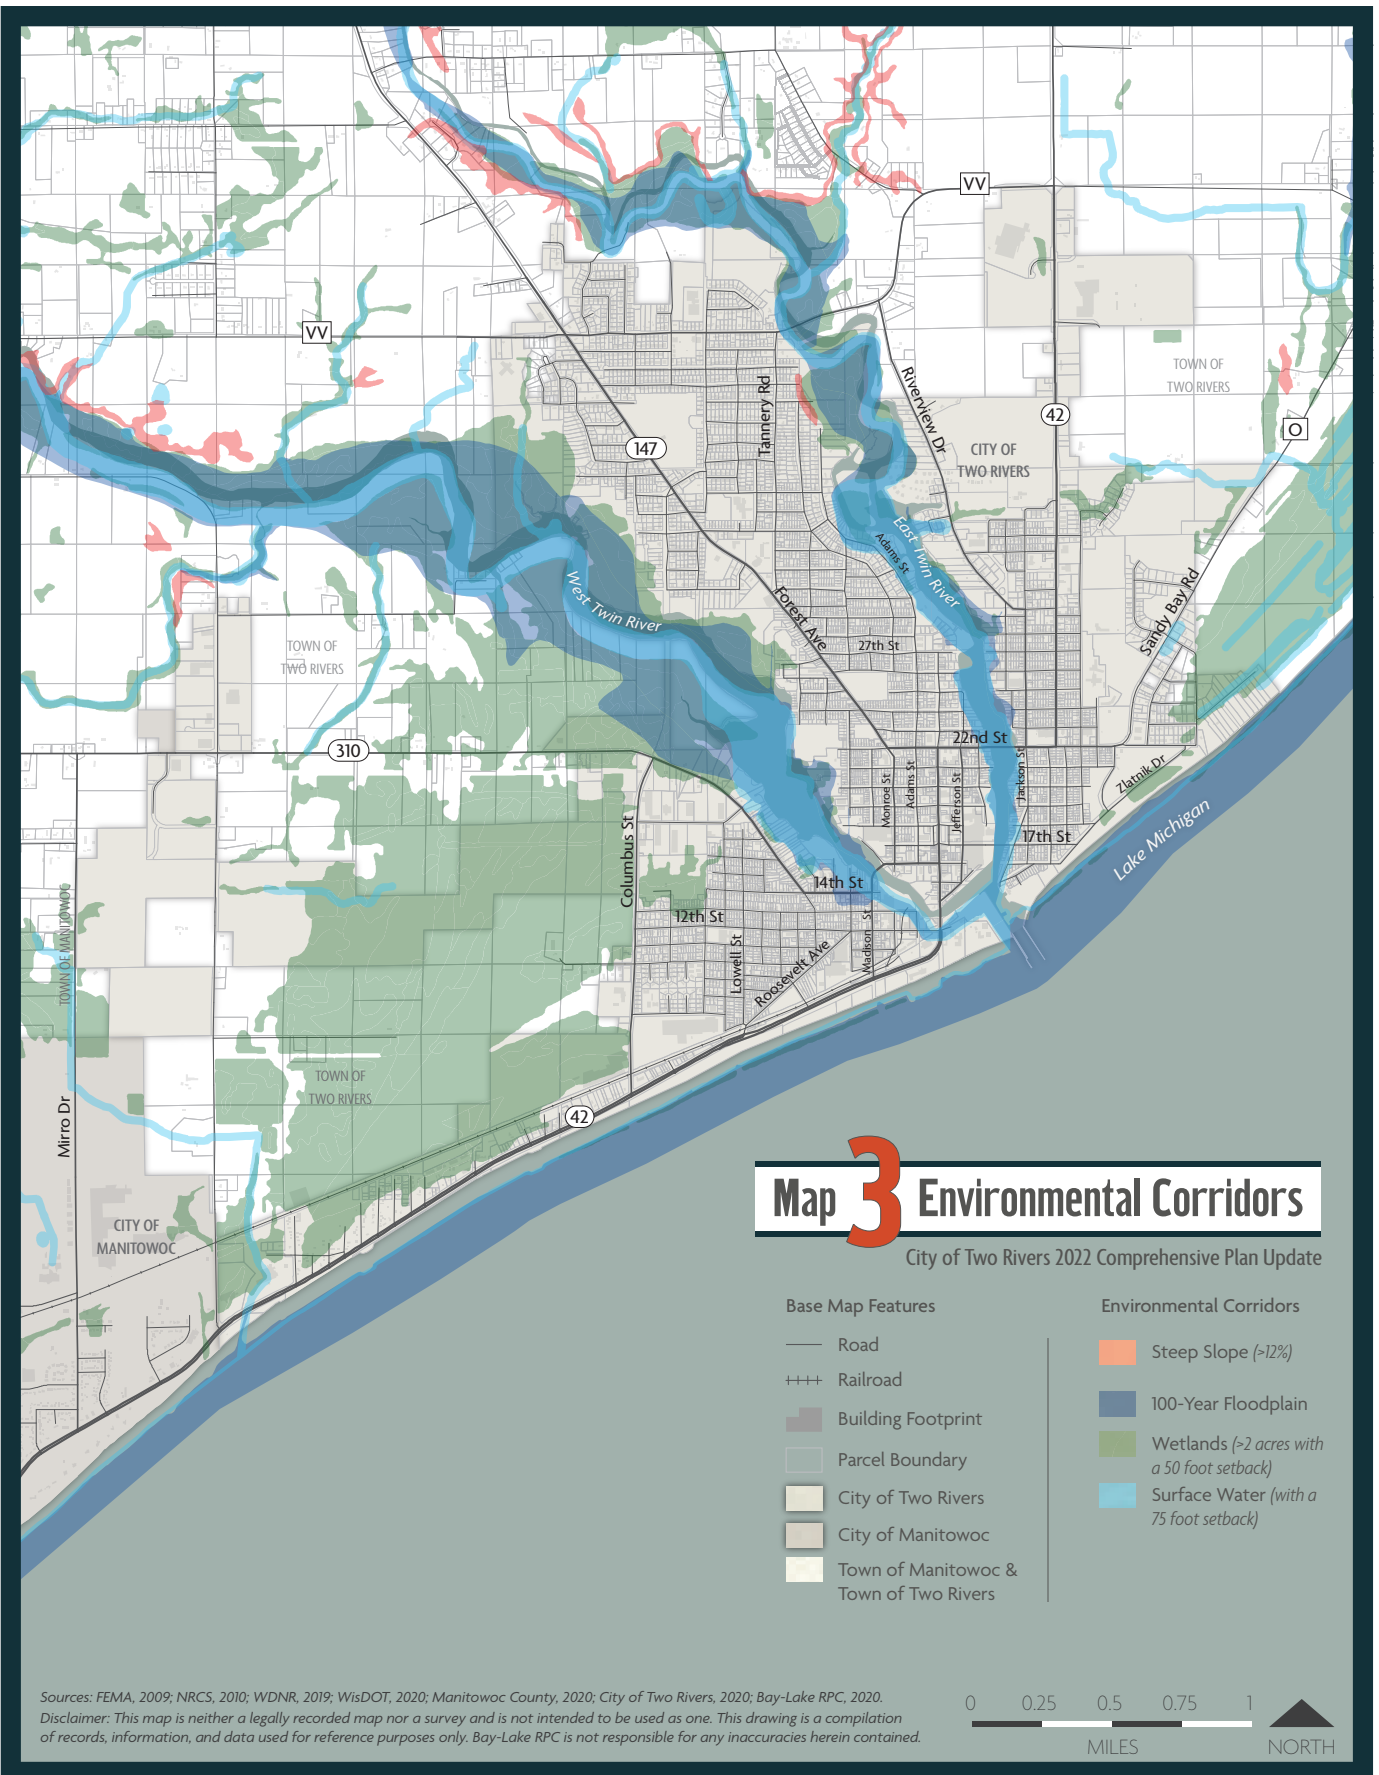 VV
VV
TOWN OF
TWO RIVERS
Riverview Dr
Tannery Rd
42
O
147
CITY OF
TWO RIVERS
East Twin River
Adams St
West Twin River
Forest Ave
Sandy Bay Rd
27th St
TOWN OF
TWO RIVERS
310
22nd St
Jackson St
Zlatnik Dr
Monroe St
Adams St
Jefferson St
17th St
Lake Michigan
Columbus St
14th St
12th St
Madison St
Lowell St
Roosevelt Ave
TOWN OF MANITOWOC
TOWN OF
TWO RIVERS
Mirro Dr
42
CITY OF
MANITOWOC
Map 3 Environmental Corridors
City of Two Rivers 2022 Comprehensive Plan Update
Base Map Features
Road
Railroad
Building Footprint
Parcel Boundary
City of Two Rivers
City of Manitowoc
Town of Manitowoc &
Town of Two Rivers
Environmental Corridors
Steep Slope (>12%)
100-Year Floodplain
Wetlands (>2 acres with
a 50 foot setback)
Surface Water (with a
75 foot setback)
Sources: FEMA, 2009; NRCS, 2010; WDNR, 2019; WisDOT, 2020; Manitowoc County, 2020; City of Two Rivers, 2020; Bay-Lake RPC, 2020.
Disclaimer: This map is neither a legally recorded map nor a survey and is not intended to be used as one. This drawing is a compilation
of records, information, and data used for reference purposes only. Bay-Lake RPC is not responsible for any inaccuracies herein contained.
0 0.25 0.5 0.75 1
MILES
NORTH